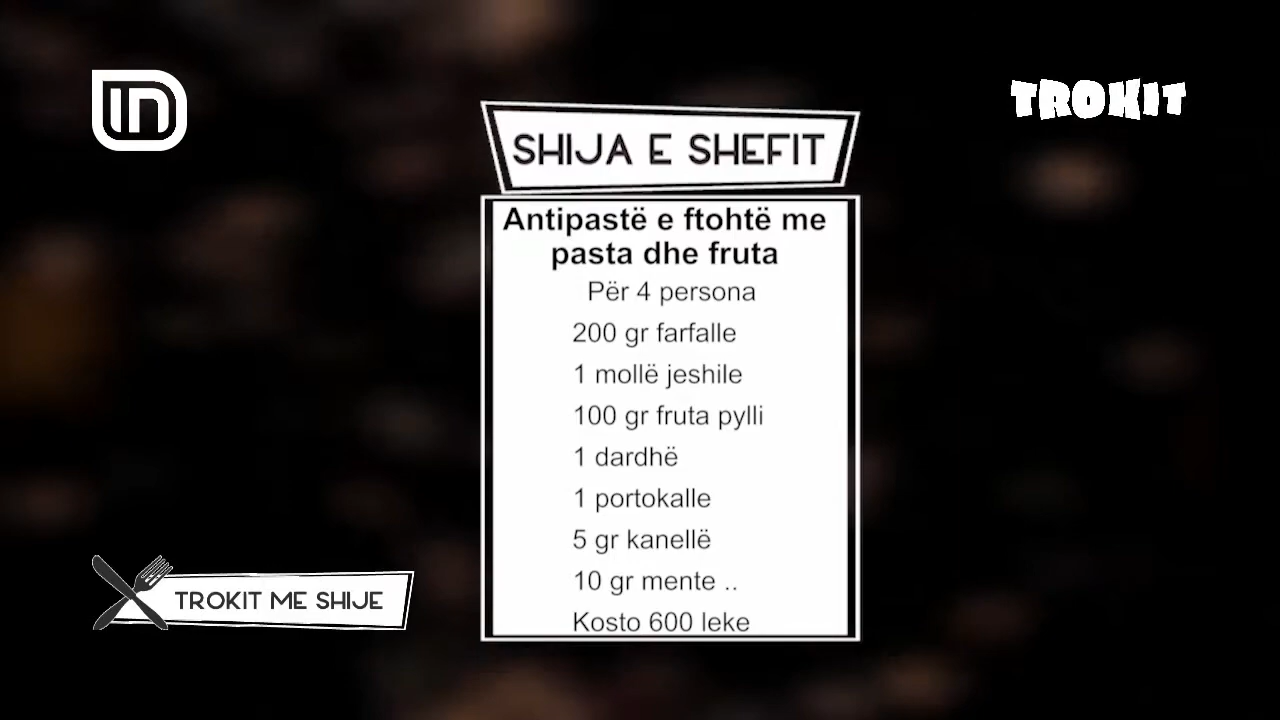 IN
TROKIT
SHIJA E SHEFIT
Antipastë e ftohtë me
pasta dhe fruta
Për 4 persona
200 gr farfalle
1 mollë jeshile
100 gr fruta pylli
1 dardhë
1 portokalle
5 gr kanellë
10 gr mente ..
Kosto 600 leke
TROKIT ME SHIJE